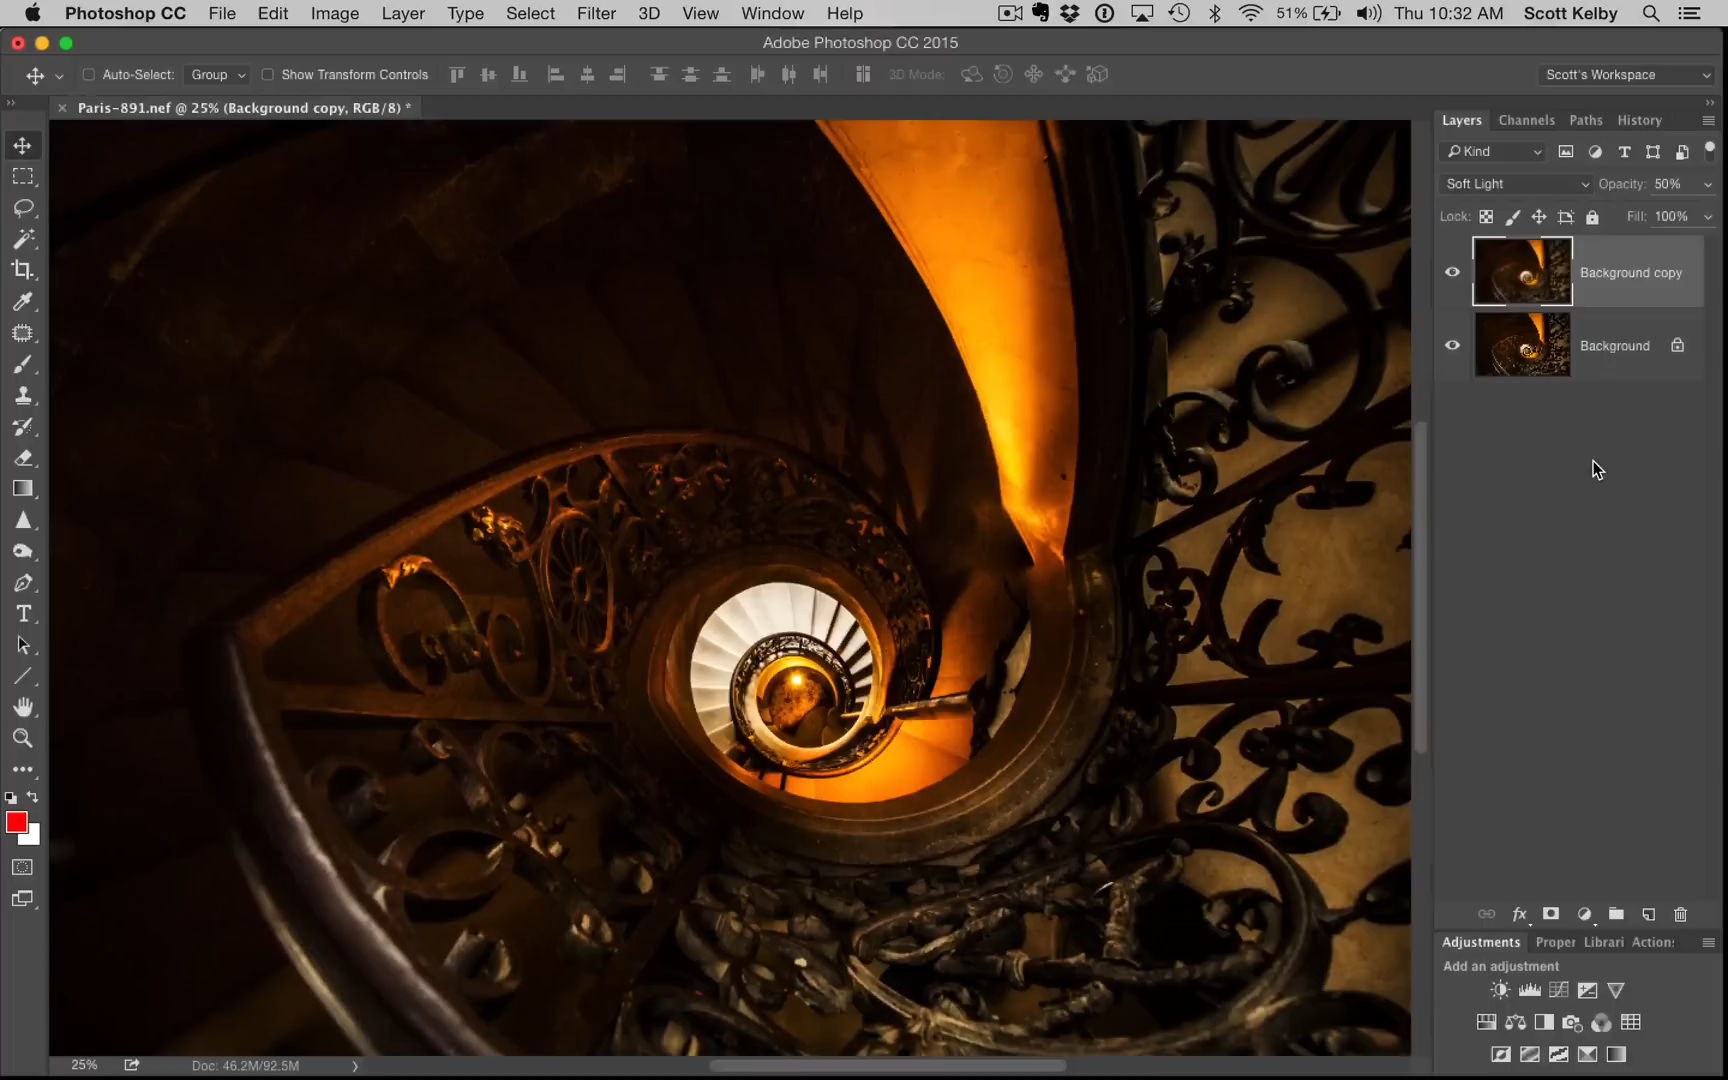 Photoshop CC File Edit Image Layer Type Select Filter 3D View Window Help 51% Thu 10:32 AM Scott Kelby
Adobe Photoshop CC 2015
Auto-Select: Group Show Transform Controls 3D Mode: Scott's Workspace
Paris-891.nef @ 25% (Background copy, RGB/8) *
Layers Channels Paths History
Kind
Soft Light Opacity: 50%
Lock: Fill: 100%
Background copy
Background
Adjustments Proper Librari Action
Add an adjustment
25% Doc: 46.2M/92.5M